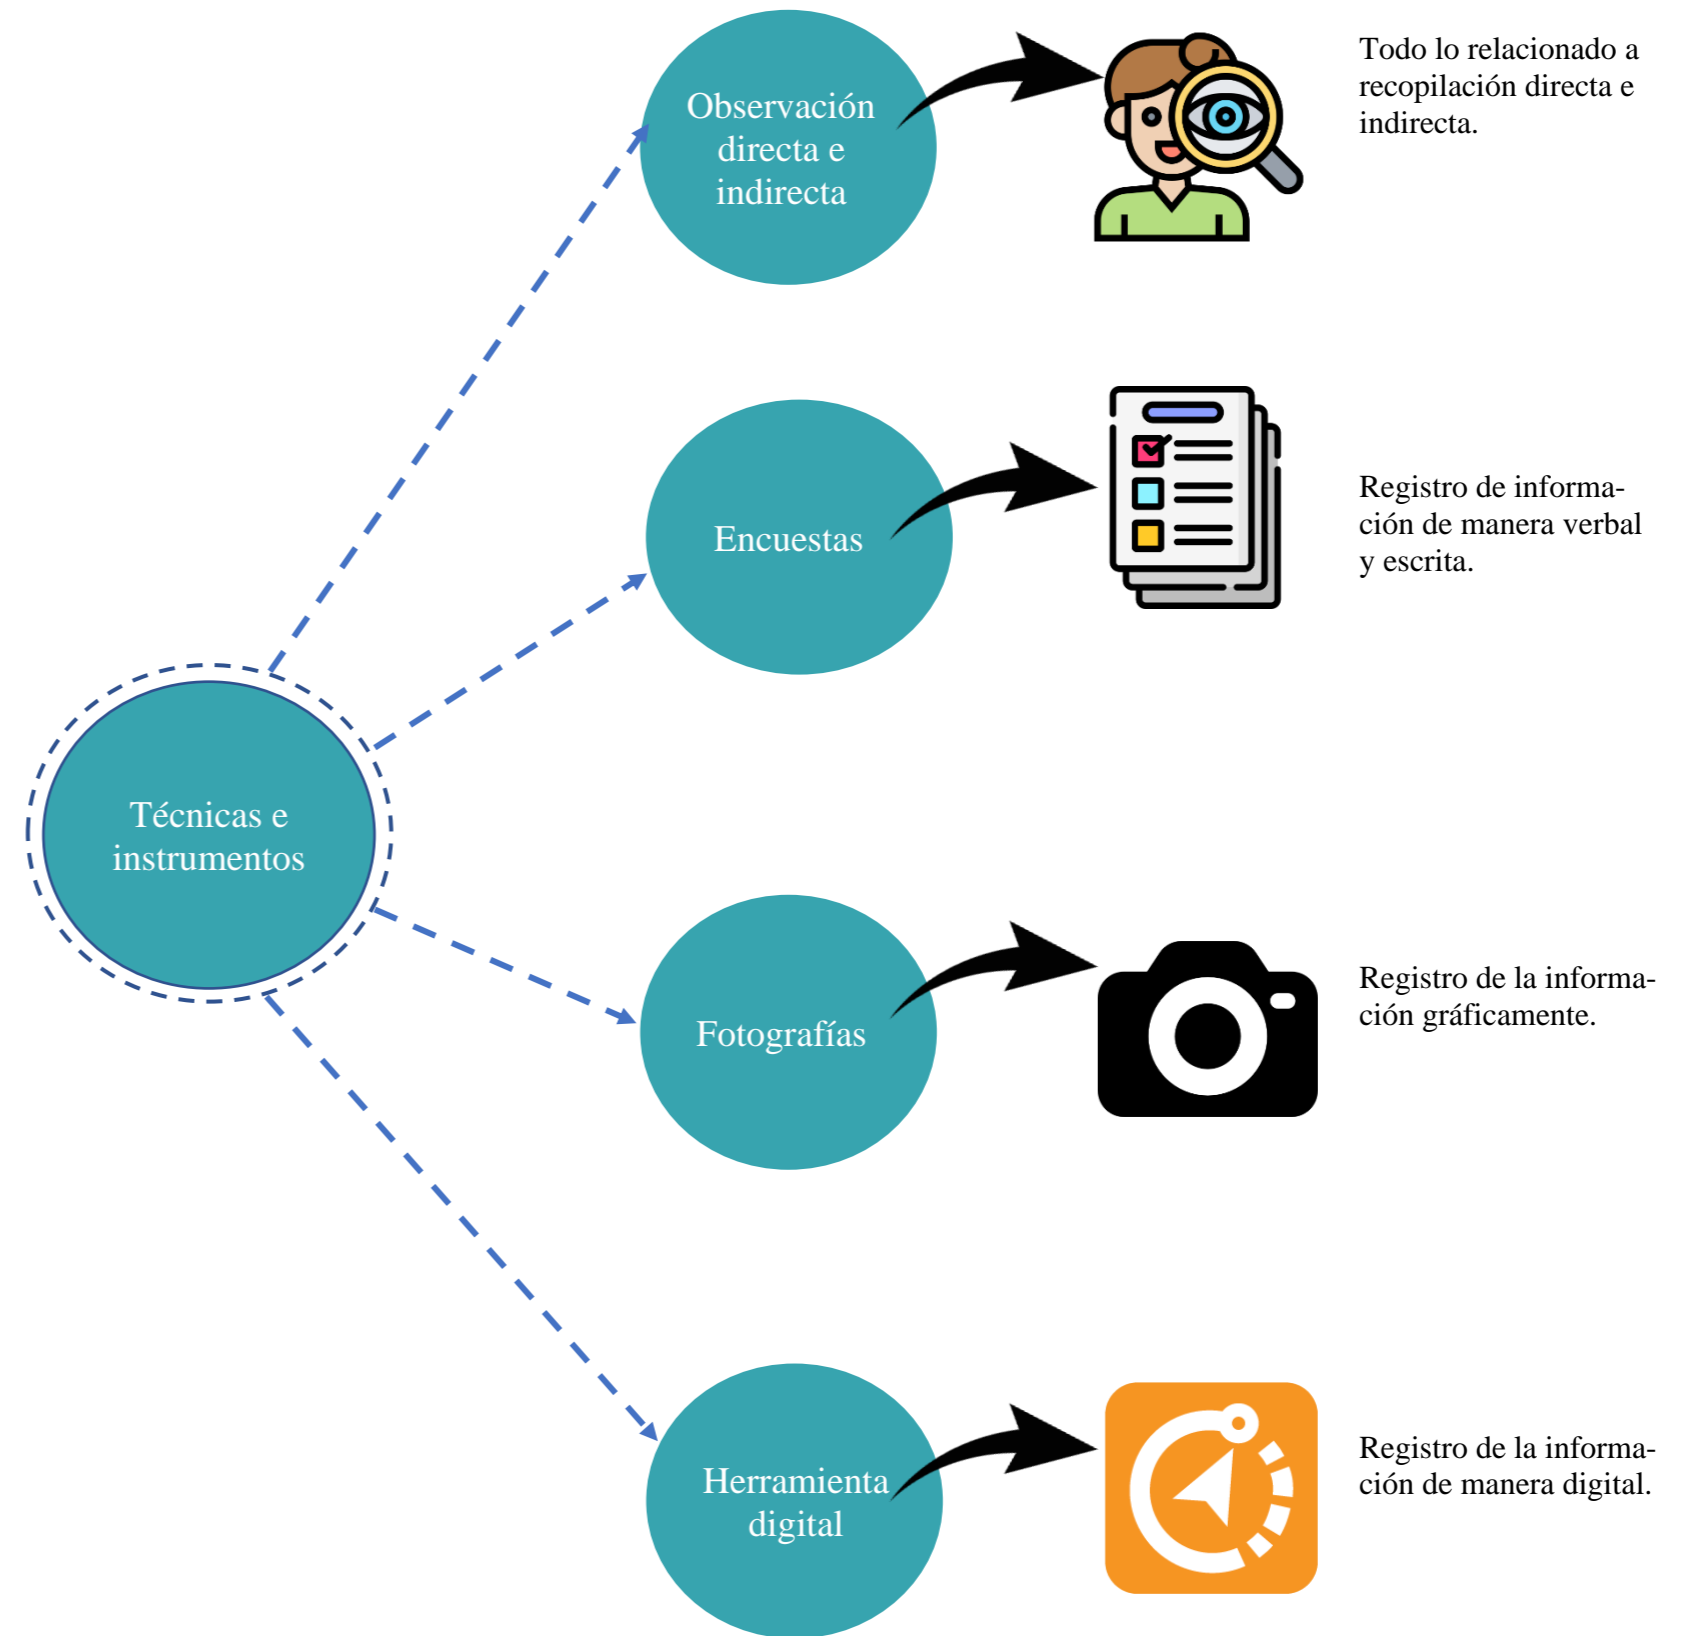 Observación
directa e
indirecta
Todo lo relacionado a
recopilación directa e
indirecta.
Encuestas
Registro de informa-
ción de manera verbal
y escrita.
Técnicas e
instrumentos
Fotografías
Registro de la informa-
ción gráficamente.
Herramienta
digital
Registro de la informa-
ción de manera digital.